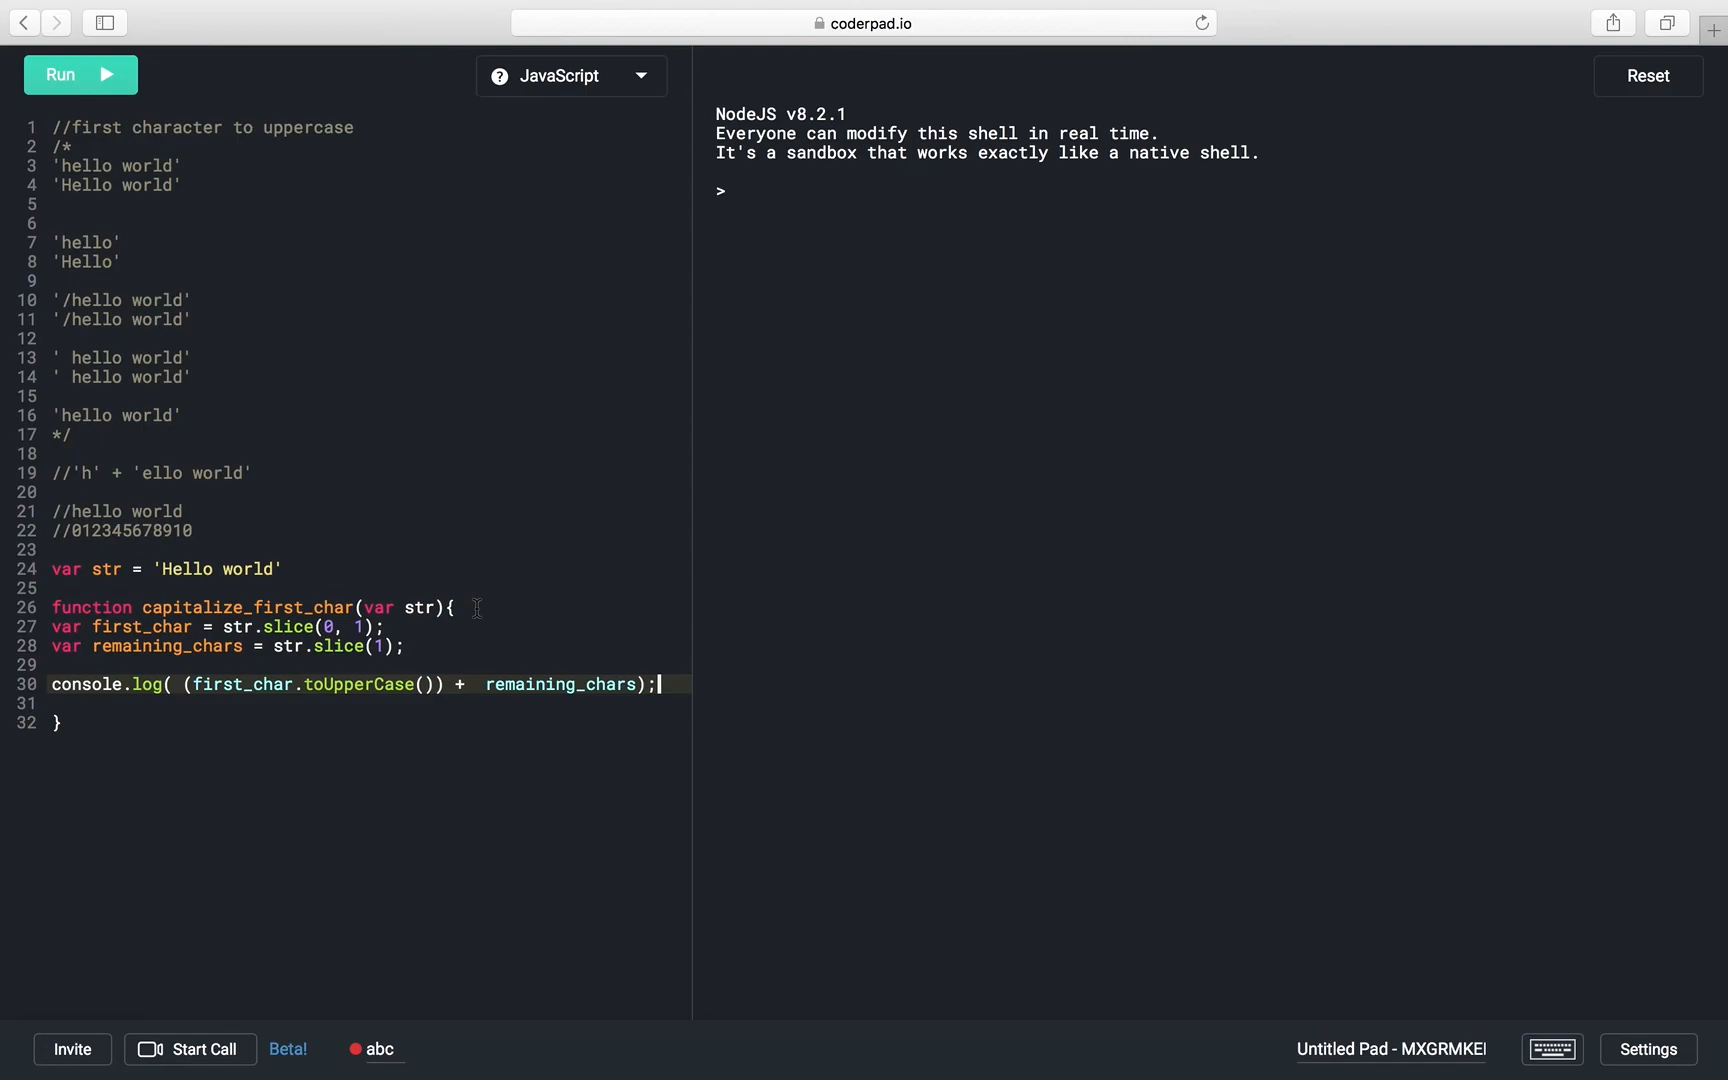 coderpad.io
Run
JavaScript
Reset
1 //first character to uppercase
2 /*
3 'hello world'
4 'Hello world'
5
6
7 'hello'
8 'Hello'
9
10 '/hello world'
11 '/hello world'
12
13 ' hello world'
14 ' hello world'
15
16 'hello world'
17 */
18
19 //'h' + 'ello world'
20
21 //hello world
22 //012345678910
23
24 var str = 'Hello world'
25
26 function capitalize_first_char(var str){
27 var first_char = str.slice(0, 1);
28 var remaining_chars = str.slice(1);
29
30 console.log( (first_char.toUpperCase()) +  remaining_chars);
31
32 }
NodeJS v8.2.1
Everyone can modify this shell in real time.
It's a sandbox that works exactly like a native shell.
>
Invite
Start Call
Beta!
abc
Untitled Pad - MXGRMKE
Settings